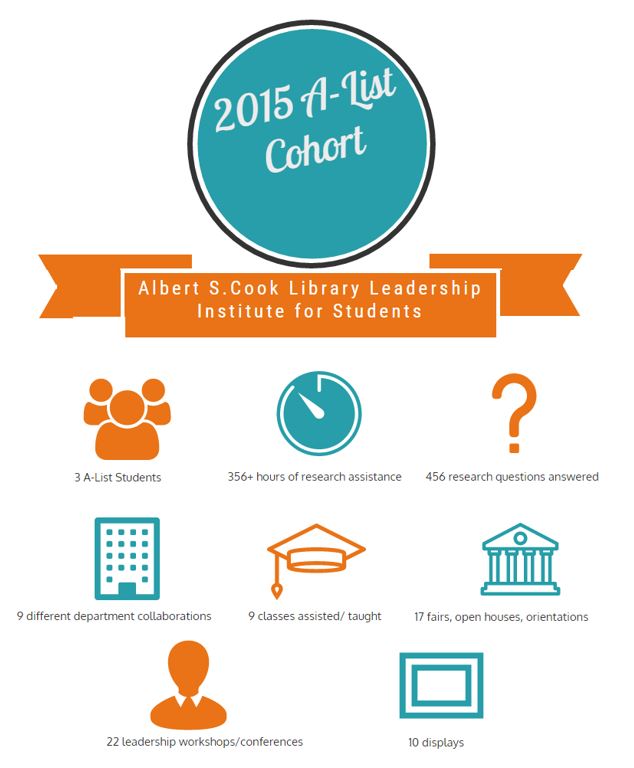 2015 A-List
Cohort
Albert S.Cook Library Leadership
Institute for Students
3 A-List Students
356+ hours of research assistance
456 research questions answered
9 different department collaborations
9 classes assisted/ taught
17 fairs, open houses, orientations
22 leadership workshops/conferences
10 displays